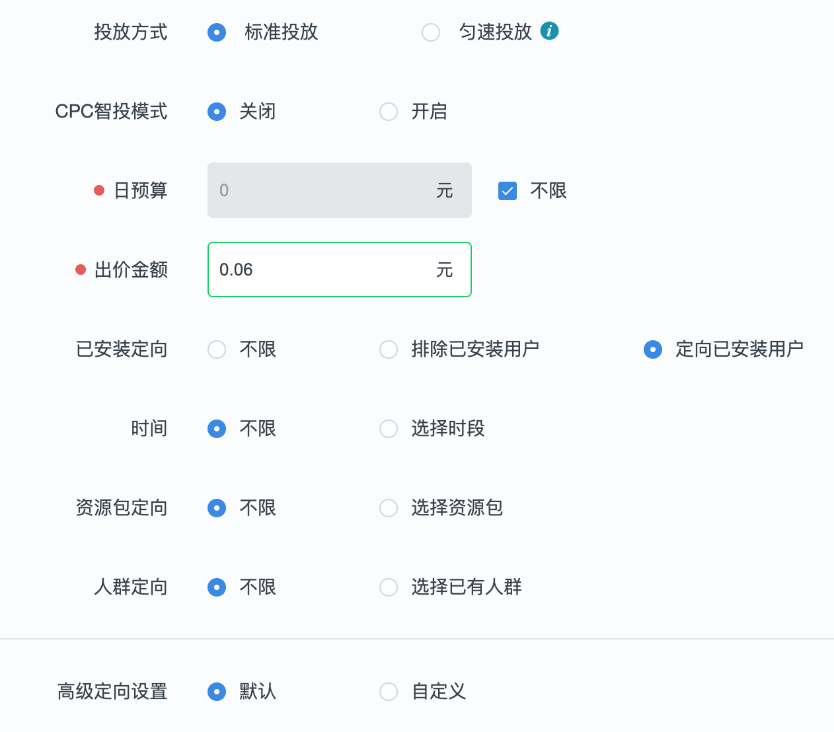 投放方式 标准投放 匀速投放 i
CPC智投模式 关闭 开启
日预算 0 元 不限
出价金额 0.06 元
已安装定向 不限 排除已安装用户 定向已安装用户
时间 不限 选择时段
资源包定向 不限 选择资源包
人群定向 不限 选择已有人群
高级定向设置 默认 自定义